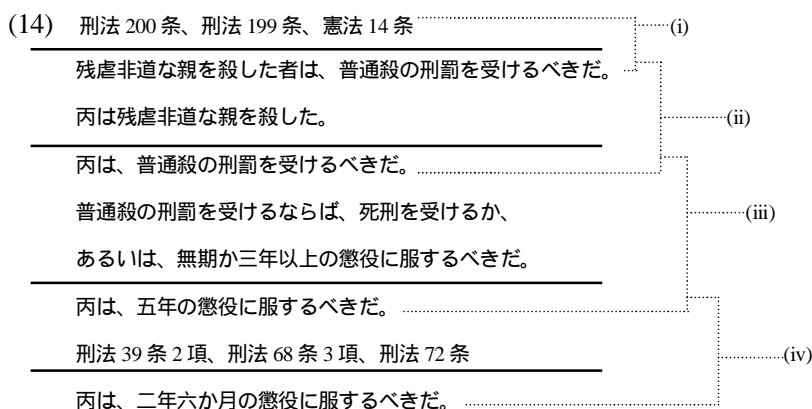 (14) 刑法 200 条、刑法 199 条、憲法 14 条 (i)
残虐非道な親を殺した者は、普通殺の刑罰を受けるべきだ。
丙は残虐非道な親を殺した。 (ii)
丙は、普通殺の刑罰を受けるべきだ。
普通殺の刑罰を受けるならば、死刑を受けるか、 (iii)
あるいは、無期か三年以上の懲役に服するべきだ。
丙は、五年の懲役に服するべきだ。
刑法 39 条 2 項、刑法 68 条 3 項、刑法 72 条 (iv)
丙は、二年六か月の懲役に服するべきだ。